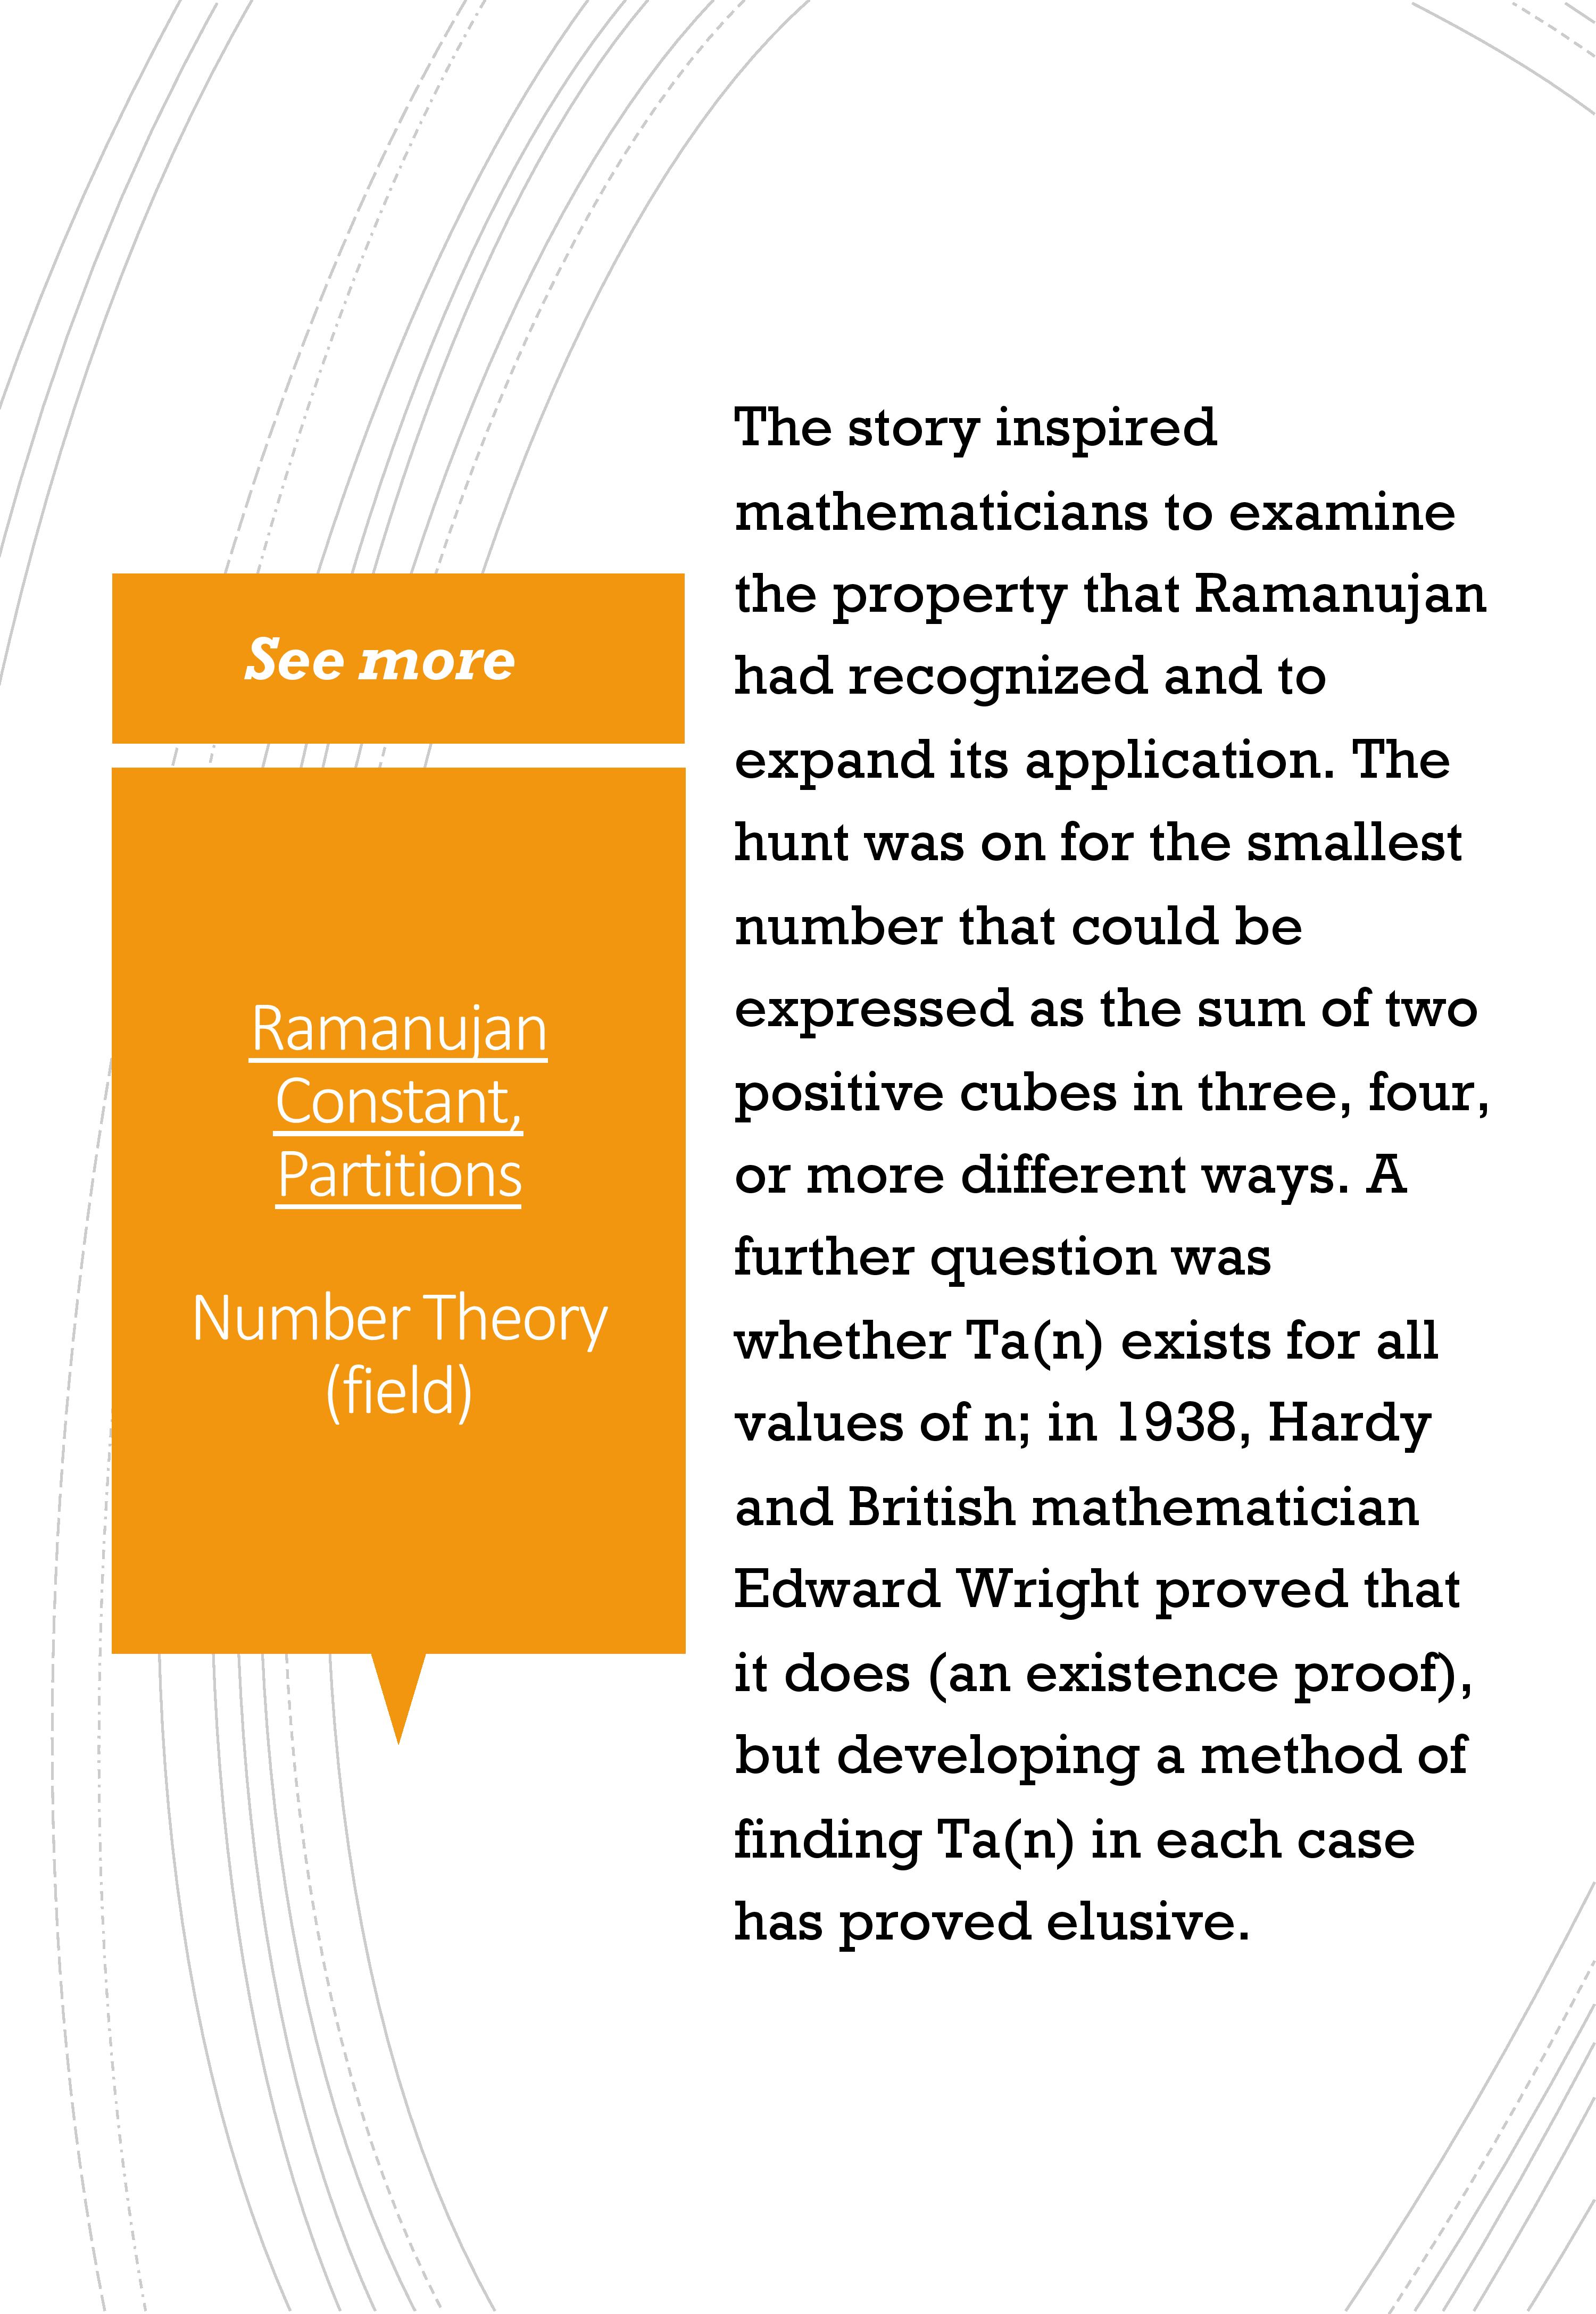 See more
Ramanujan
Constant,
Partitions
Number Theory
(field)
The story inspired
mathematicians to examine
the property that Ramanujan
had recognized and to
expand its application. The
hunt was on for the smallest
number that could be
expressed as the sum of two
positive cubes in three, four,
or more different ways. A
further question was
whether Ta(n) exists for all
values of n; in 1938, Hardy
and British mathematician
Edward Wright proved that
it does (an existence proof),
but developing a method of
finding Ta(n) in each case
has proved elusive.